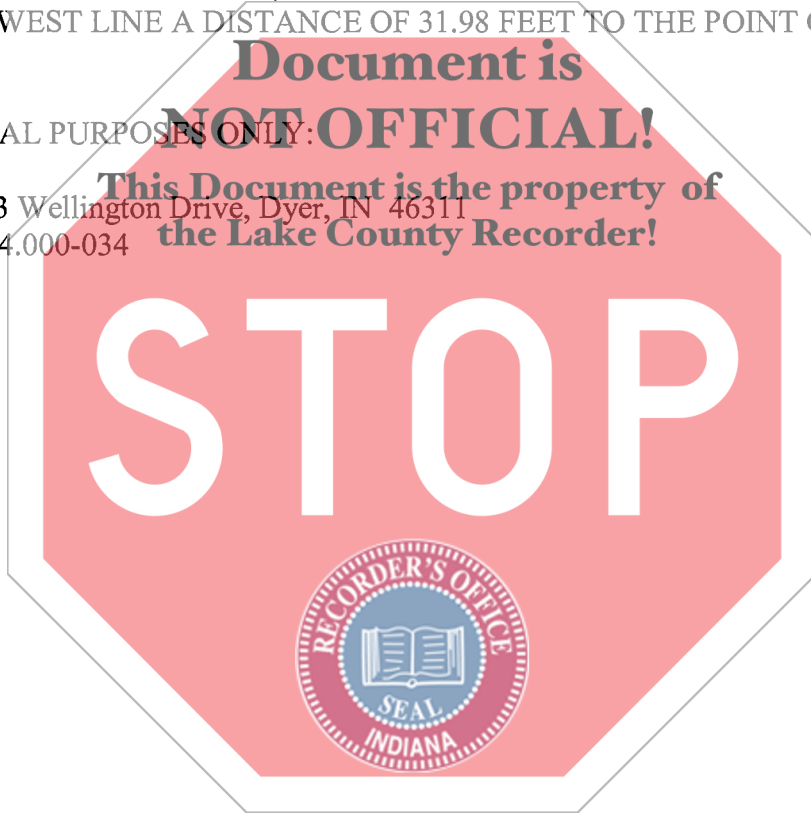 WEST LINE A DISTANCE OF 31.98 FEET TO THE POINT
Document is
AL PURPOSES ONLY:
NOT OFFICIAL!
This Document is the property of
3 Wellington Drive, Dyer, IN 46311
4.000-034
the Lake County Recorder!
STOP
RECORDER'S OFFICE
SEAL
INDIANA